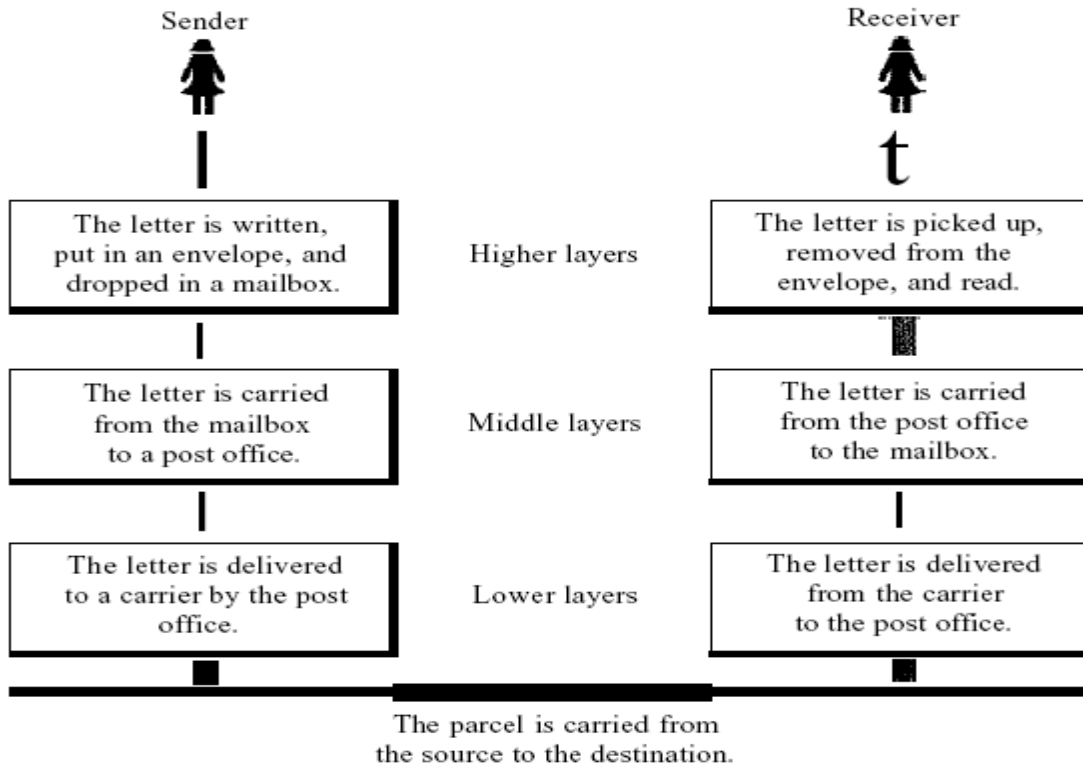 Sender
Receiver
t
The letter is written,
put in an envelope, and
dropped in a mailbox.
Higher layers
The letter is picked up,
removed from the
envelope, and read.
The letter is carried
from the mailbox
to a post office.
Middle layers
The letter is carried
from the post office
to the mailbox.
The letter is delivered
to a carrier by the post
office.
Lower layers
The letter is delivered
from the carrier
to the post office.
The parcel is carried from
the source to the destination.